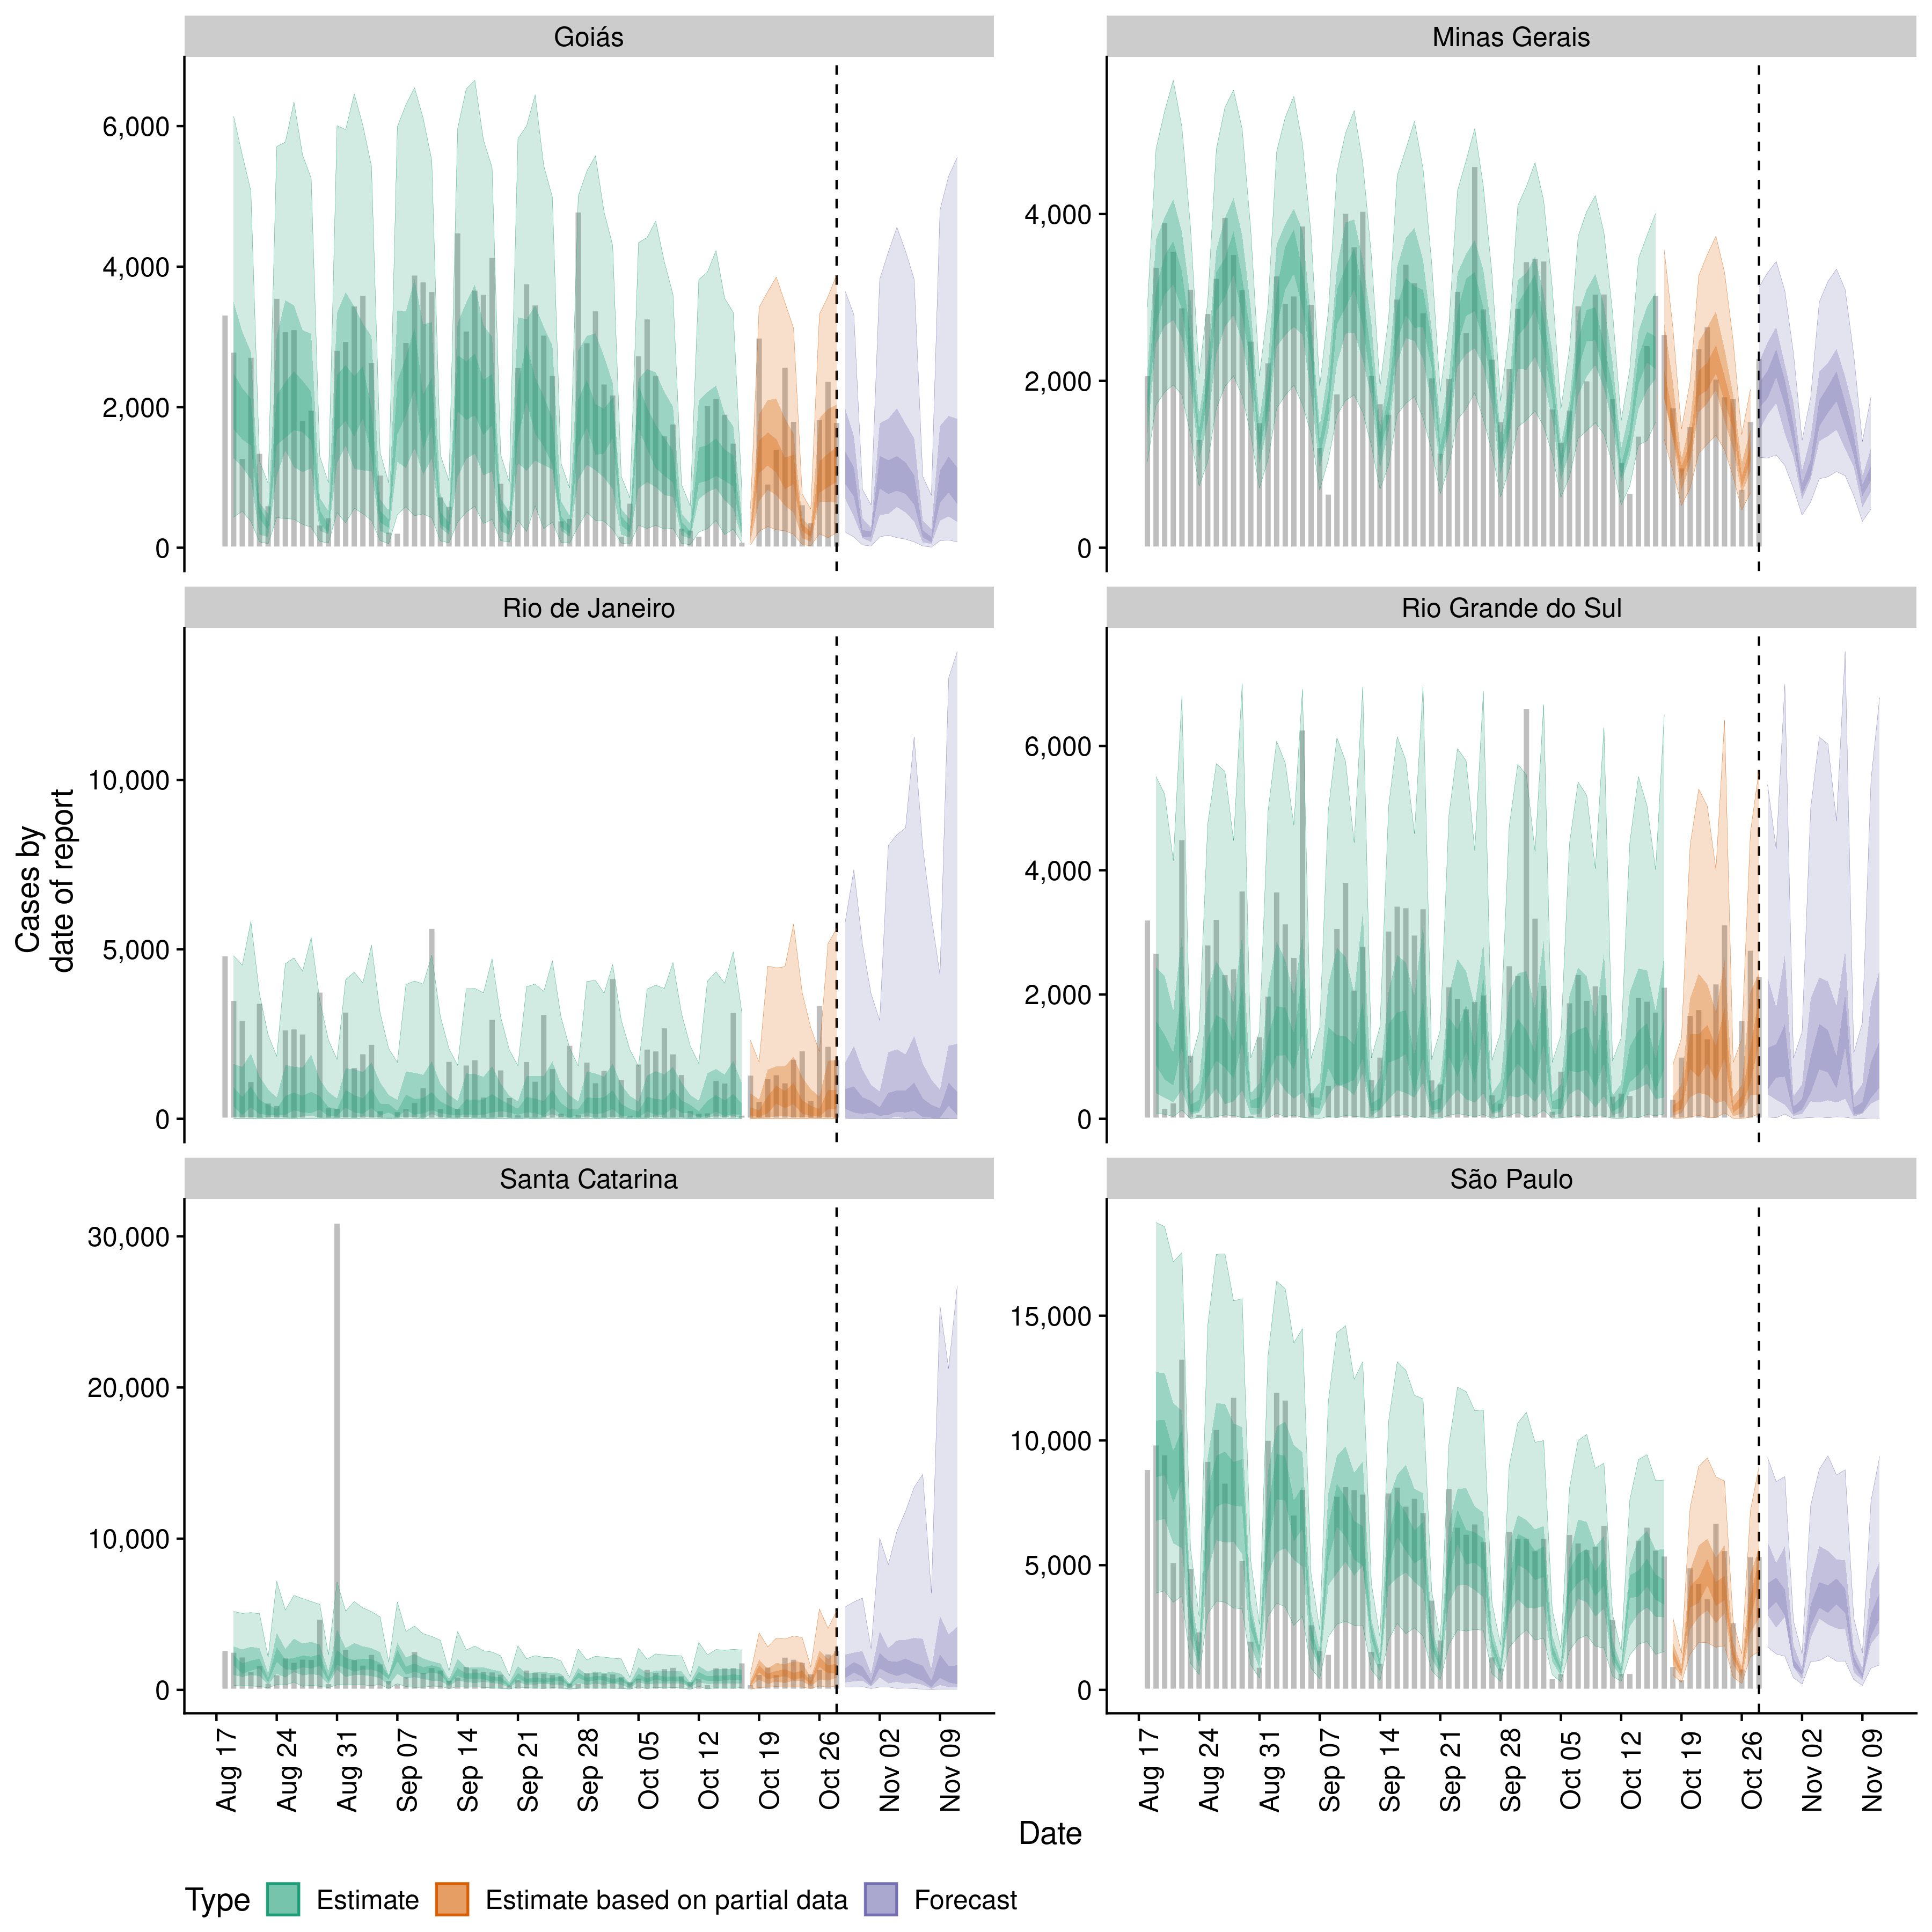 Goiás
Minas Gerais
6,000
4,000
2,000
0
4,000
2,000
0
Rio de Janeiro
Rio Grande do Sul
Cases by
date of report
10,000
5,000
0
6,000
4,000
2,000
0
Santa Catarina
São Paulo
30,000
20,000
10,000
0
15,000
10,000
5,000
0
Aug 17
Aug 24
Aug 31
Sep 07
Sep 14
Sep 21
Sep 28
Oct 05
Oct 12
Oct 19
Oct 26
Nov 02
Nov 09
Aug 17
Aug 24
Aug 31
Sep 07
Sep 14
Sep 21
Sep 28
Oct 05
Oct 12
Oct 19
Oct 26
Nov 02
Nov 09
Date
Type Estimate Estimate based on partial data Forecast